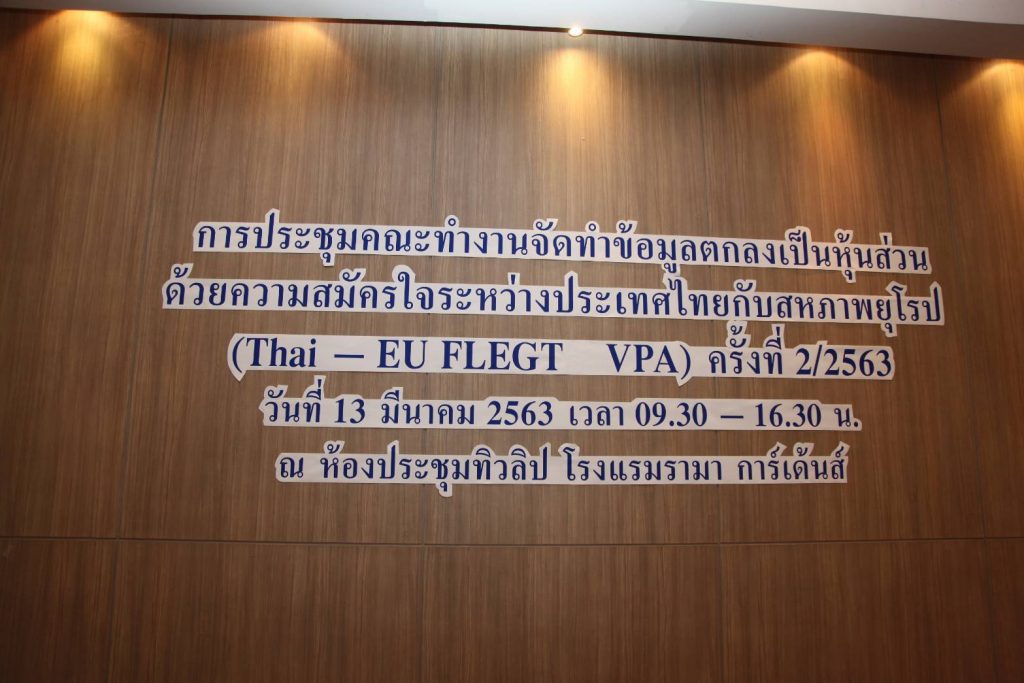 การประชุมคณะทำงานจัดทำข้อมูลตกลงเป็นหุ้นส่วน
ด้วยความสมัครใจระหว่างประเทศไทยกับสหภาพยุโรป
(Thai – EU FLEGT VPA) ครั้งที่ 2/2563
วันที่ 13 มีนาคม 2563 เวลา 09.30 – 16.30 น.
ณ ห้องประชุมทิวลิป โรงแรมรามา การ์เด้นส์